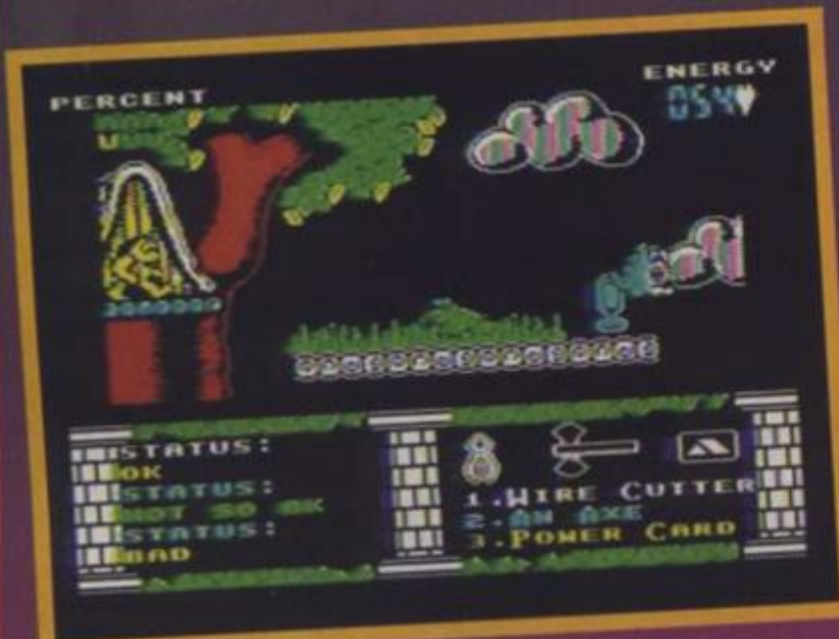 PERCENT
ENERGY
054
STATUS:
OK
STATUS:
NOT SO OK
STATUS:
BAD
1.WIRE CUTTER
2.AN AXE
3.POWER CARD